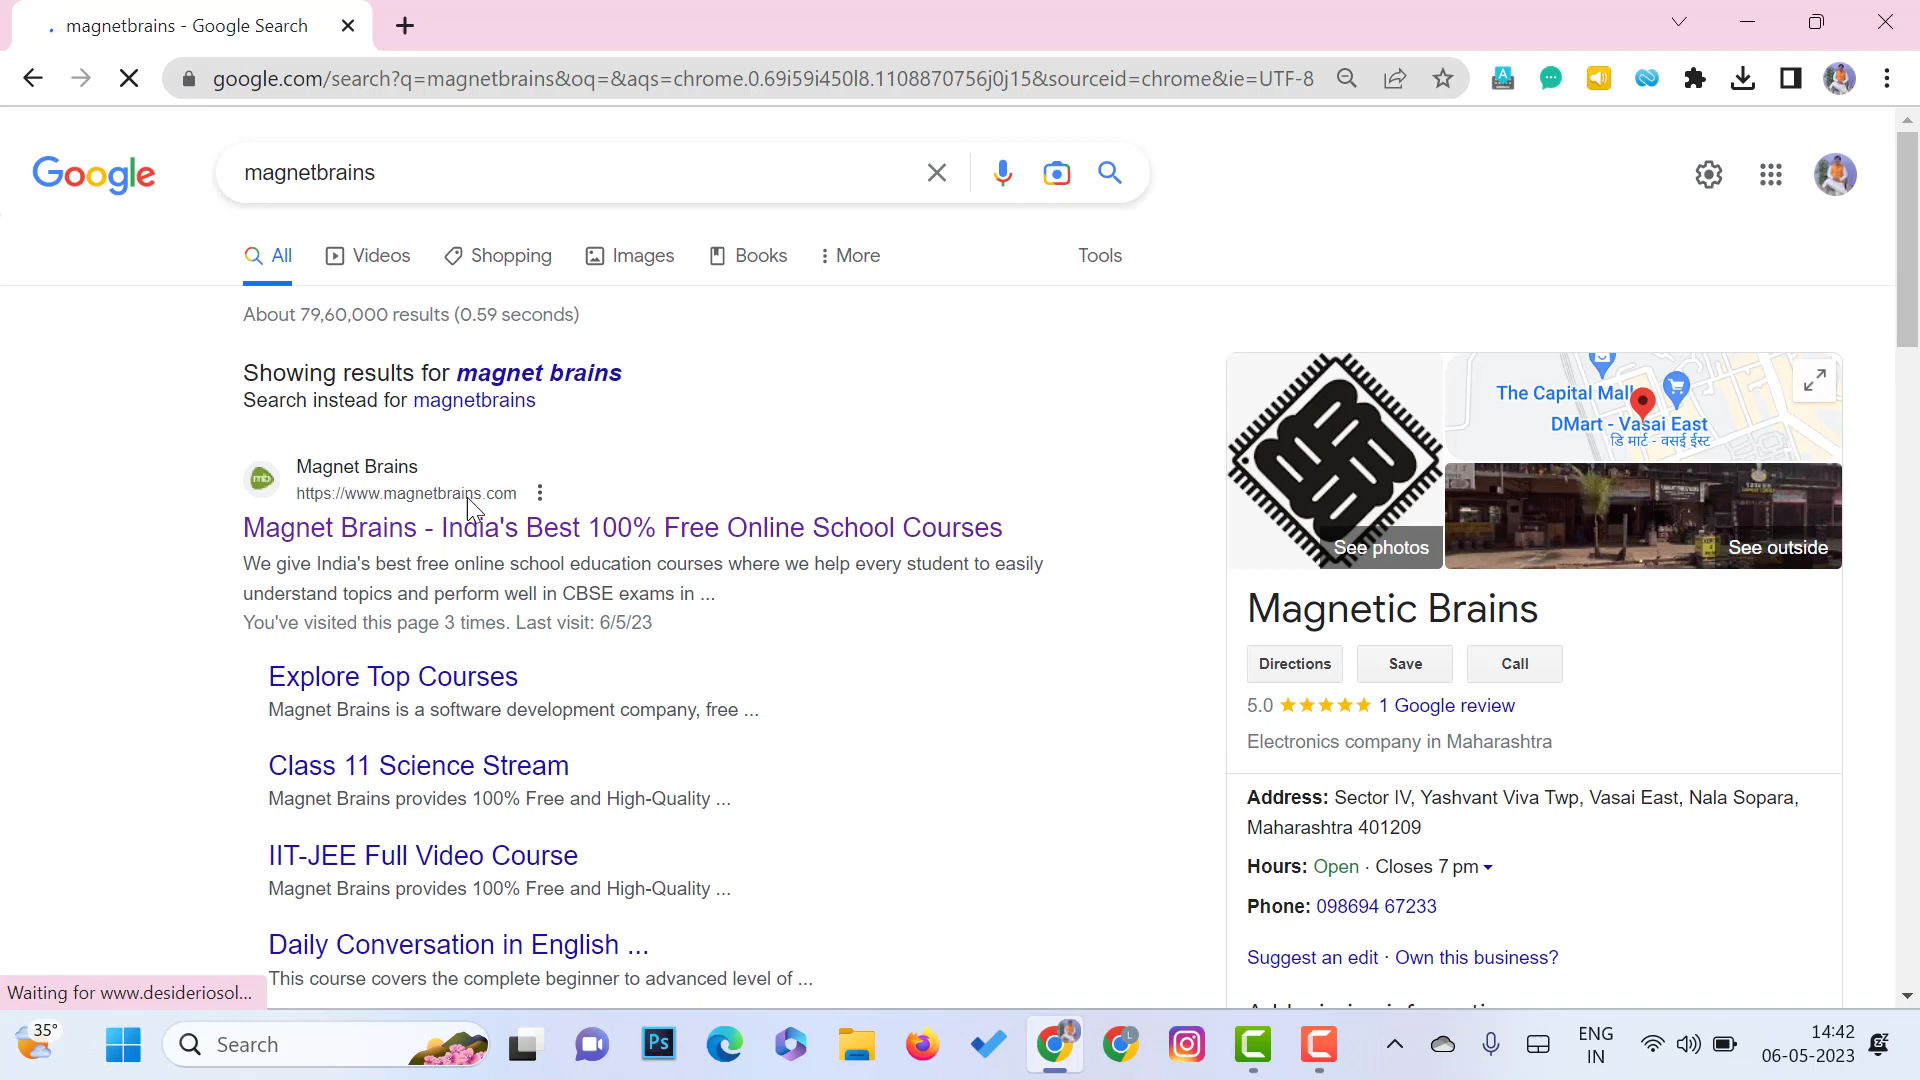 magnetbrains - Google Search
google.com/search?q=magnetbrains&oq=&aqs=chrome.0.69i59i450l8.1108870756j0j15&sourceid=chrome&ie=UTF-8
Google
magnetbrains
All
Videos
Shopping
Images
Books
More
Tools
About 79,60,000 results (0.59 seconds)
Showing results for magnet brains
Search instead for magnetbrains
mb
Magnet Brains
https://www.magnetbrains.com
Magnet Brains - India's Best 100% Free Online School Courses
We give India's best free online school education courses where we help every student to easily
understand topics and perform well in CBSE exams in ...
You've visited this page 3 times. Last visit: 6/5/23
Explore Top Courses
Magnet Brains is a software development company, free ...
Class 11 Science Stream
Magnet Brains provides 100% Free and High-Quality ...
IIT-JEE Full Video Course
Magnet Brains provides 100% Free and High-Quality ...
Daily Conversation in English ...
This course covers the complete beginner to advanced level of ...
See photos
The Capital Mall
DMart - Vasai East
डि मार्ट - वसई ईस्ट
See outside
Magnetic Brains
Directions
Save
Call
5.0 ★★★★★ 1 Google review
Electronics company in Maharashtra
Address: Sector IV, Yashvant Viva Twp, Vasai East, Nala Sopara,
Maharashtra 401209
Hours: Open · Closes 7 pm
Phone: 098694 67233
Suggest an edit · Own this business?
Waiting for www.desideriosol...
35°
Search
Ps
L
ENG
IN
14:42
06-05-2023